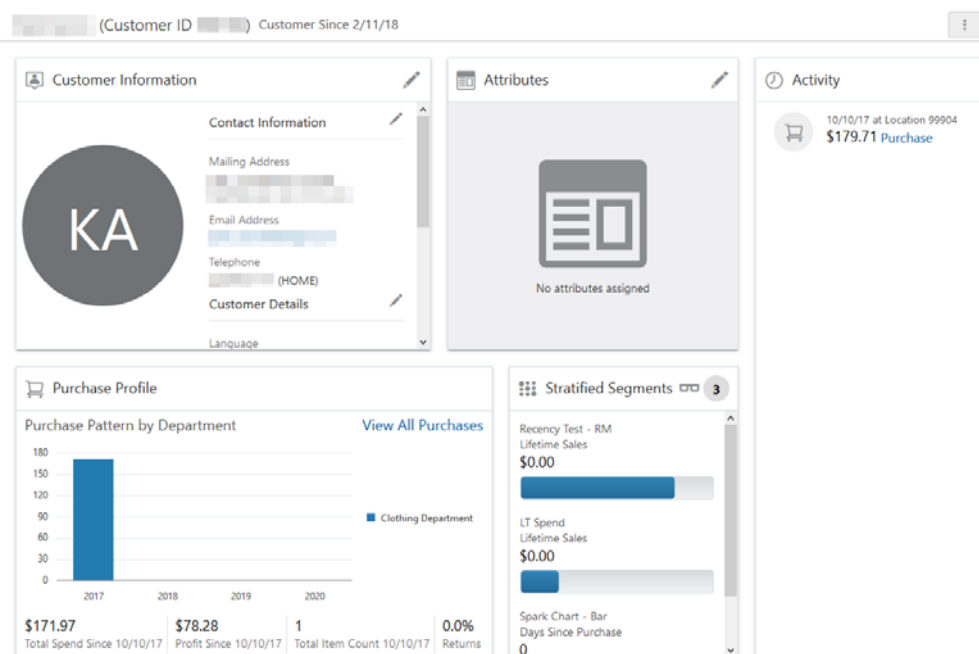 (Customer ID ) Customer Since 2/11/18
Customer Information
Contact Information
Mailing Address
Email Address
Telephone
(HOME)
Customer Details
Language
KA
Attributes
No attributes assigned
Activity
10/10/17 at Location 99904
$179.71 Purchase
Purchase Profile
Purchase Pattern by Department
View All Purchases
180
150
120
90
60
30
0
2017 2018 2019 2020
Clothing Department
$171.97 $78.28 1 0.0%
Total Spend Since 10/10/17 Profit Since 10/10/17 Total Item Count 10/10/17 Returns
Stratified Segments 3
Recency Test - RM
Lifetime Sales
$0.00
LT Spend
Lifetime Sales
$0.00
Spark Chart - Bar
Days Since Purchase
0